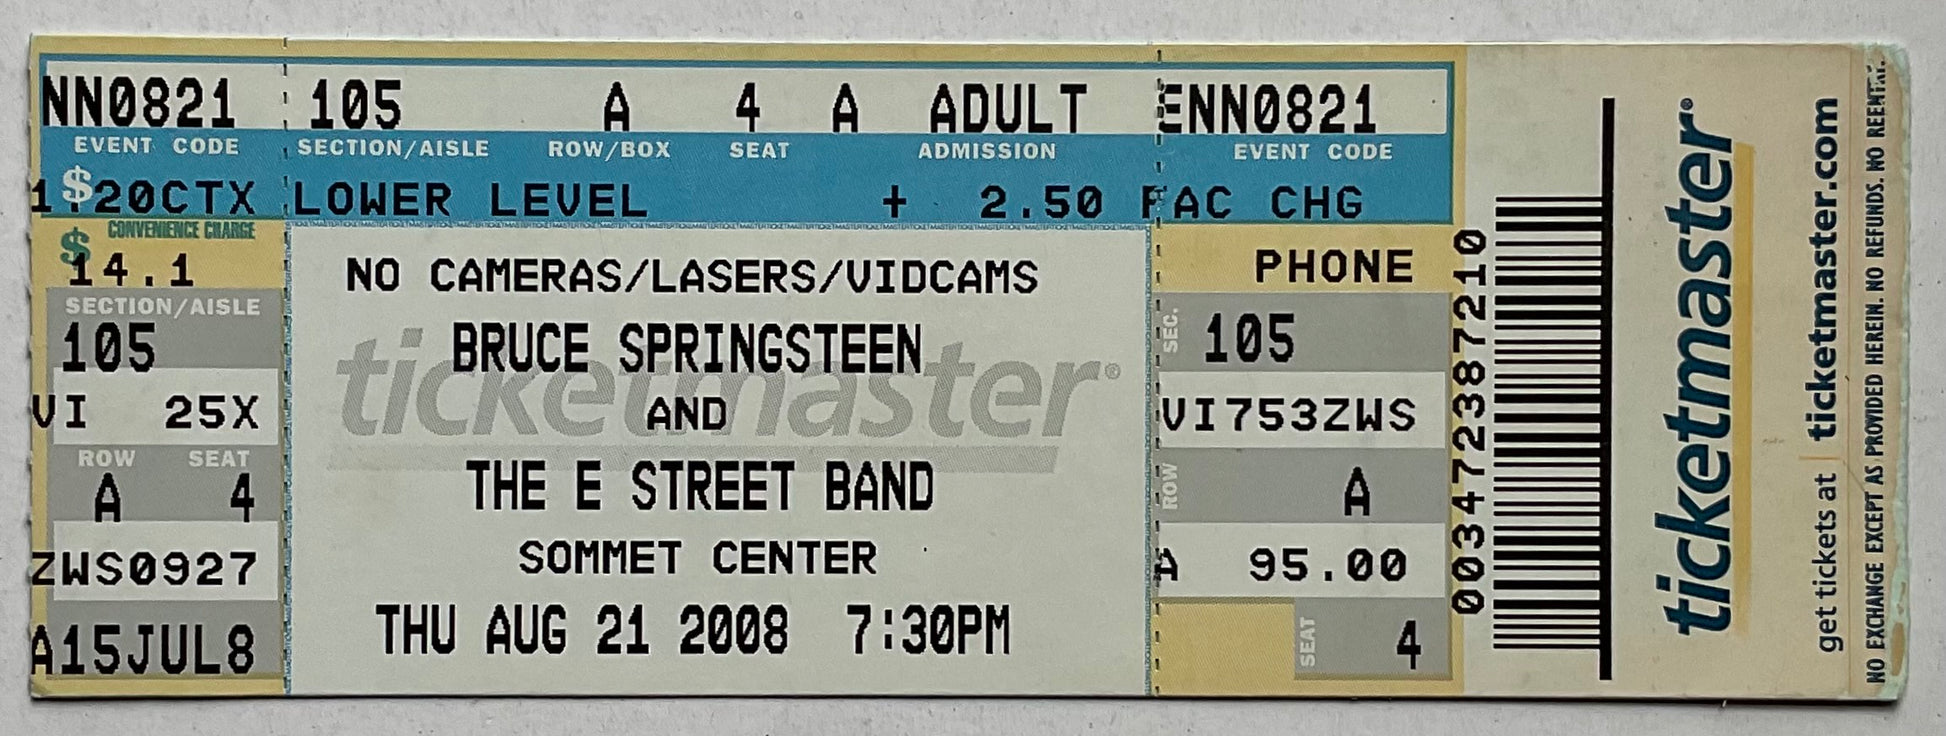 NN0821
EVENT CODE
1.20CTX
$
CONVENIENCE CHARGE
$
14.1
SECTION/AISLE
105
VI 25X
ROW SEAT
A 4
ZWS0927
A15JUL8
105 A 4 A ADULT
SECTION/AISLE ROW/BOX SEAT ADMISSION
LOWER LEVEL + 2.50 FAC CHG
NO CAMERAS/LASERS/VIDCAMS
BRUCE SPRINGSTEEN
ticketmaster®
AND
THE E STREET BAND
SOMMET CENTER
THU AUG 21 2008 7:30PM
ENN0821
EVENT CODE
PHONE
SEC. 105
VI753ZWS
ROW A
A 95.00
SEAT 4
003472387210
ticketmaster®
get tickets at ticketmaster.com
NO EXCHANGE EXCEPT AS PROVIDED HEREIN. NO REFUNDS. NO REENTRY.